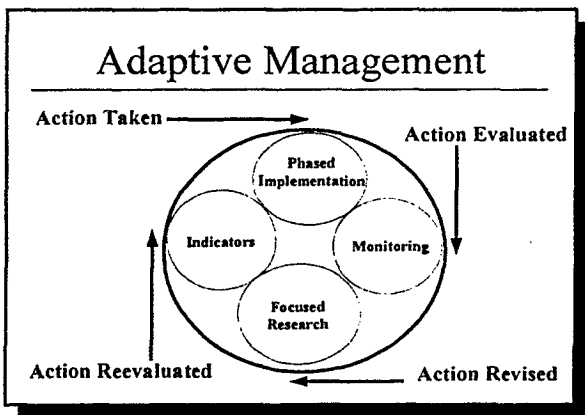 Adaptive Management
Action Taken
Action Evaluated
Phased
Implementation
Indicators
Monitoring
Focused
Research
Action Reevaluated
Action Revised